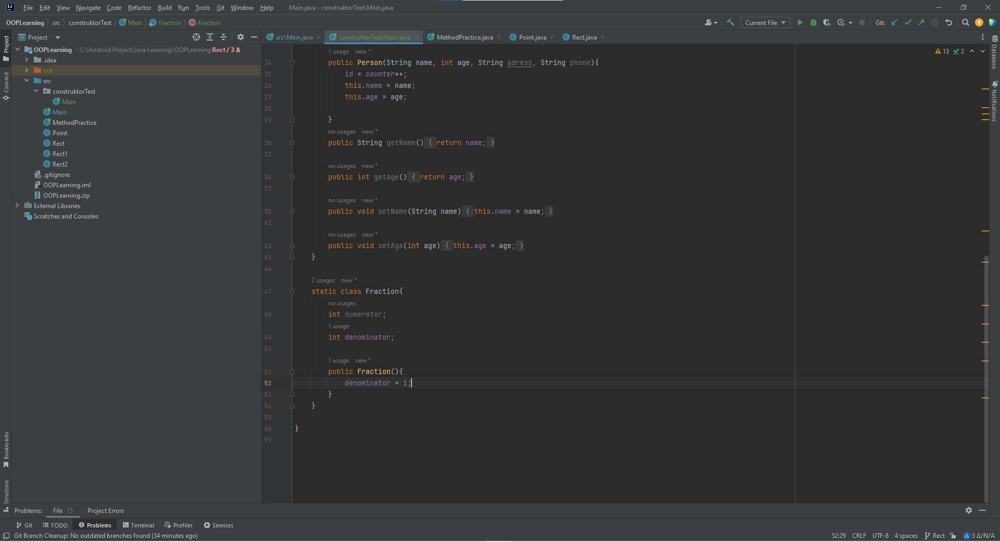 File Edit View Navigate Code Refactor Build Run Tools Git Window Help Main.java - construktorTest\Main.java
OOPLearning src construktorTest Main Fraction Fraction Current File Git:
Project
Project
Commit
Bookmarks
Structure
OOPLearning - C:\Android Project\Java Learning\OOPLearning Rect / 3 Δ
.idea
out
src
construktorTest
Main
Main
MethodPractice
Point
Rect
Rect1
Rect2
.gitignore
OOPLearning.iml
OOPLearning.zip
External Libraries
Scratches and Consoles
src\Main.java construktorTest\Main.java MethodPractice.java Point.java Rect.java
13 2
1 usage new *
24 public Person(String name, int age, String adress, String phone){
25 id = counter++;
26 this.name = name;
27 this.age = age;
28
29 }
no usages new *
30 public String getName() { return name; }
33
no usages new *
34 public int getAge() { return age; }
37
no usages new *
38 public void setName(String name) { this.name = name; }
41
no usages new *
42 public void setAge(int age) { this.age = age; }
45 }
46
2 usages new *
47 static class Fraction{
no usages
48 int numerator;
1 usage
49 int denominator;
50
1 usage new *
51 public Fraction(){
52 denominator = 1;
53 }
54 }
55
56 }
57
Database
Notifications
Problems: File 15 Project Errors
Git TODO Problems Terminal Profiler Services
Git Branch Cleanup: No outdated branches found (34 minutes ago) 52:29 CRLF UTF-8 4 spaces Rect 3 Δ/N/A